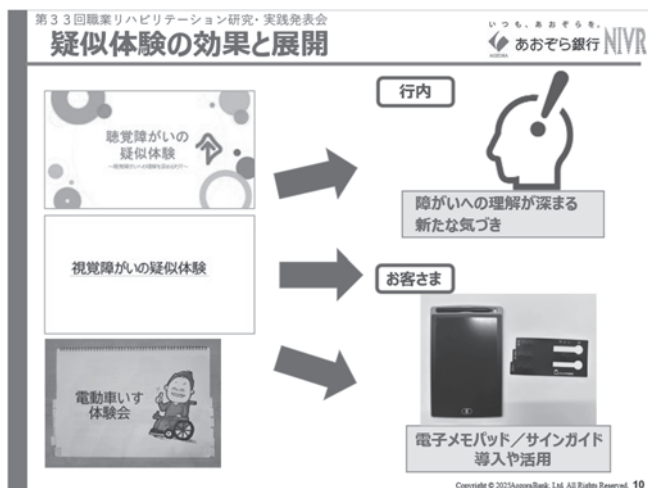 第33回職業リハビリテーション研究・実践発表会
疑似体験の効果と展開
いつも、あおぞらを。
あおぞら銀行
NIVR
聴覚障がいの
疑似体験
視覚障がいの疑似体験
電動車いす
体験会
行内
障がいへの理解が深まる
新たな気づき
お客さま
電子メモパッド／サインガイド
導入や活用
Copyright © 2025AozoraBank, Ltd. All Rights Reserved. 10